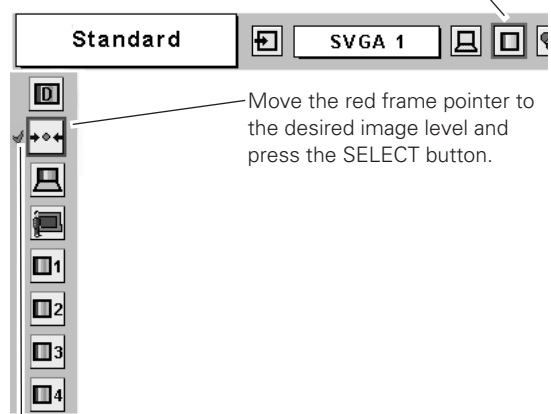 Standard
SVGA 1
Move the red frame pointer to
the desired image level and
press the SELECT button.
D
1
2
3
4